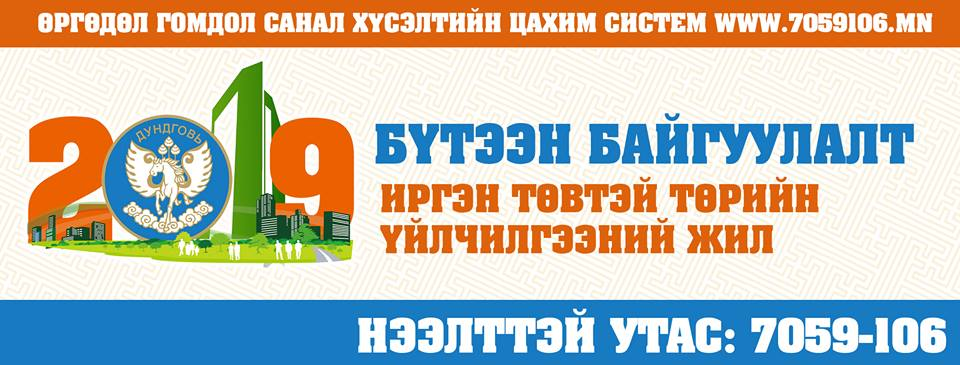 ӨРГӨДӨЛ ГОМДОЛ САНАЛ ХҮСЭЛТИЙН ЦАХИМ СИСТЕМ WWW.7059106.MN
2019
ДУНДГОВЬ
БҮТЭЭН БАЙГУУЛАЛТ
ИРГЭН ТӨВТЭЙ ТӨРИЙН
ҮЙЛЧИЛГЭЭНИЙ ЖИЛ
НЭЭЛТТЭЙ УТАС: 7059-106